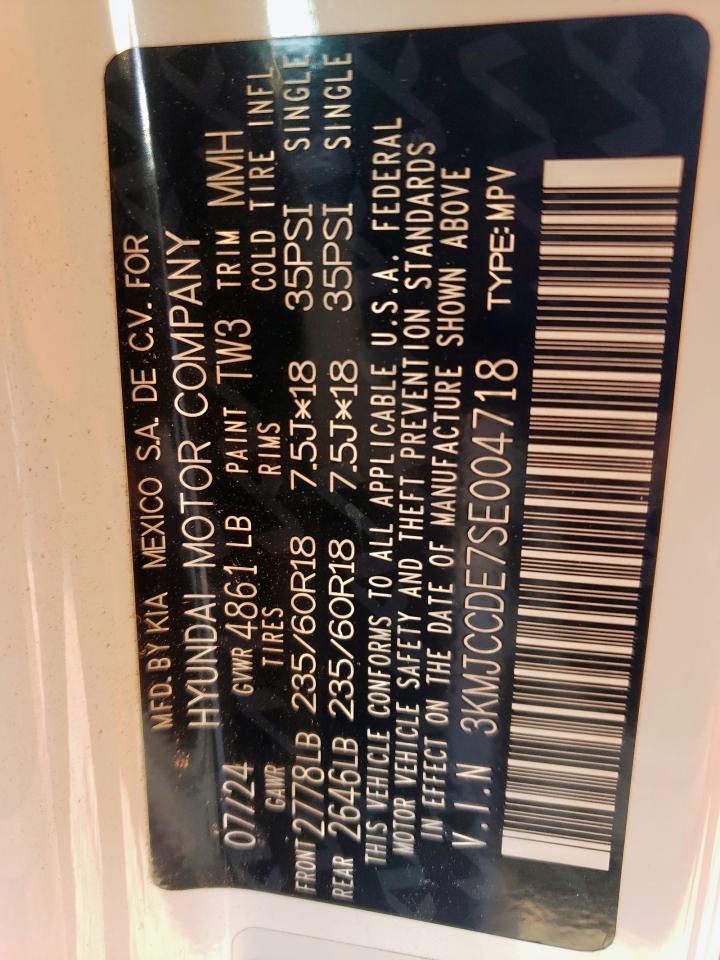 MFD. BY KIA MEXICO S.A. DE C.V. FOR
HYUNDAI MOTOR COMPANY
07/24 GVWR 4861 LB PAINT TW3 TRIM MMH
GAWR TIRES RIMS COLD TIRE INFL
FRONT 2778LB 235/60R18 7.5J*18 35PSI SINGLE
REAR 2646LB 235/60R18 7.5J*18 35PSI SINGLE
THIS VEHICLE CONFORMS TO ALL APPLICABLE U.S.A. FEDERAL
MOTOR VEHICLE SAFETY AND THEFT PREVENTION STANDARDS
IN EFFECT ON THE DATE OF MANUFACTURE SHOWN ABOVE
V.I.N 3KMJCCDE7SE004718 TYPE: MPV